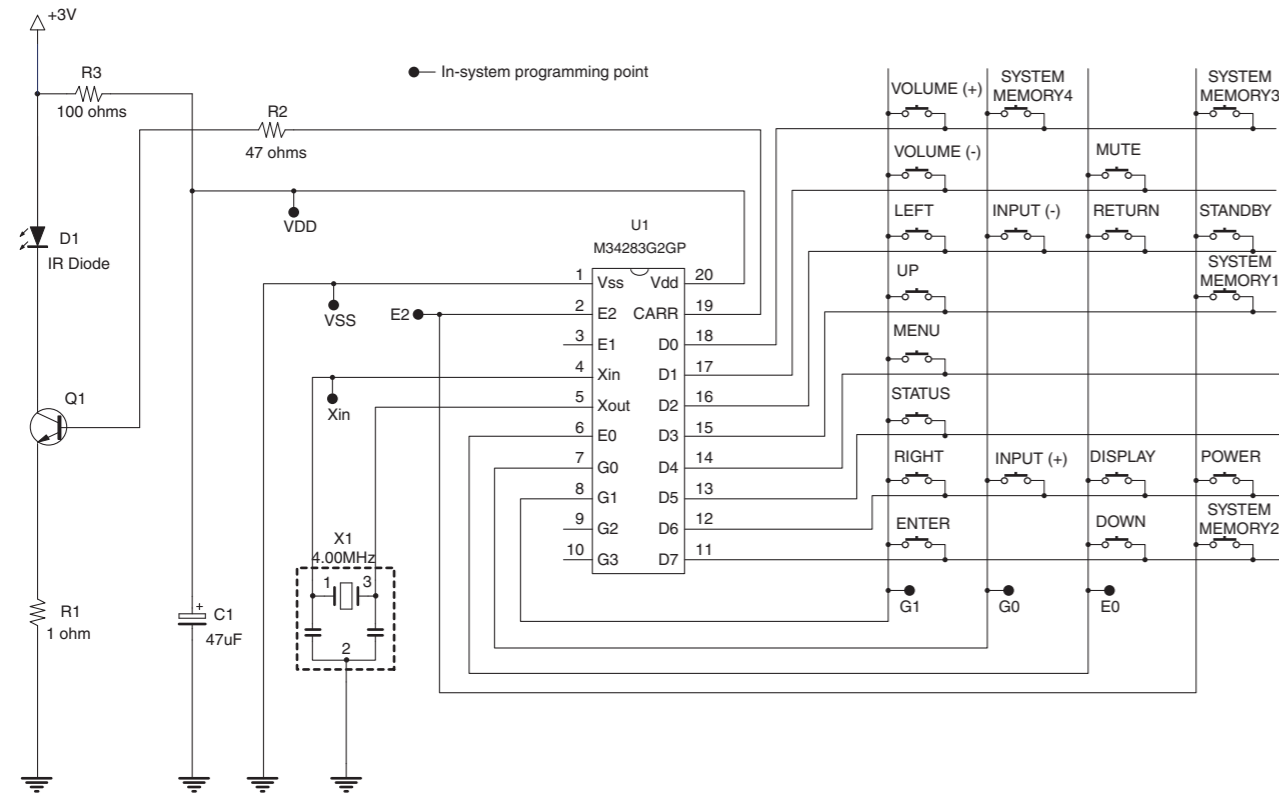 +3V
R3
100 ohms
In-system programming point
R2
47 ohms
VDD
D1
IR Diode
U1
M34283G2GP
1 Vss Vdd 20
2 E2 CARR 19
3 E1 D0 18
4 Xin D1 17
5 Xout D2 16
6 E0 D3 15
7 G0 D4 14
8 G1 D5 13
9 G2 D6 12
10 G3 D7 11
VSS
E2
Xin
Q1
X1
4.00MHz
1 3
2
R1
1 ohm
+
C1
47uF
VOLUME (+)
SYSTEM
MEMORY4
SYSTEM
MEMORY3
VOLUME (-)
MUTE
LEFT
INPUT (-)
RETURN
STANDBY
UP
SYSTEM
MEMORY1
MENU
STATUS
RIGHT
INPUT (+)
DISPLAY
POWER
ENTER
DOWN
SYSTEM
MEMORY2
G1
G0
E0